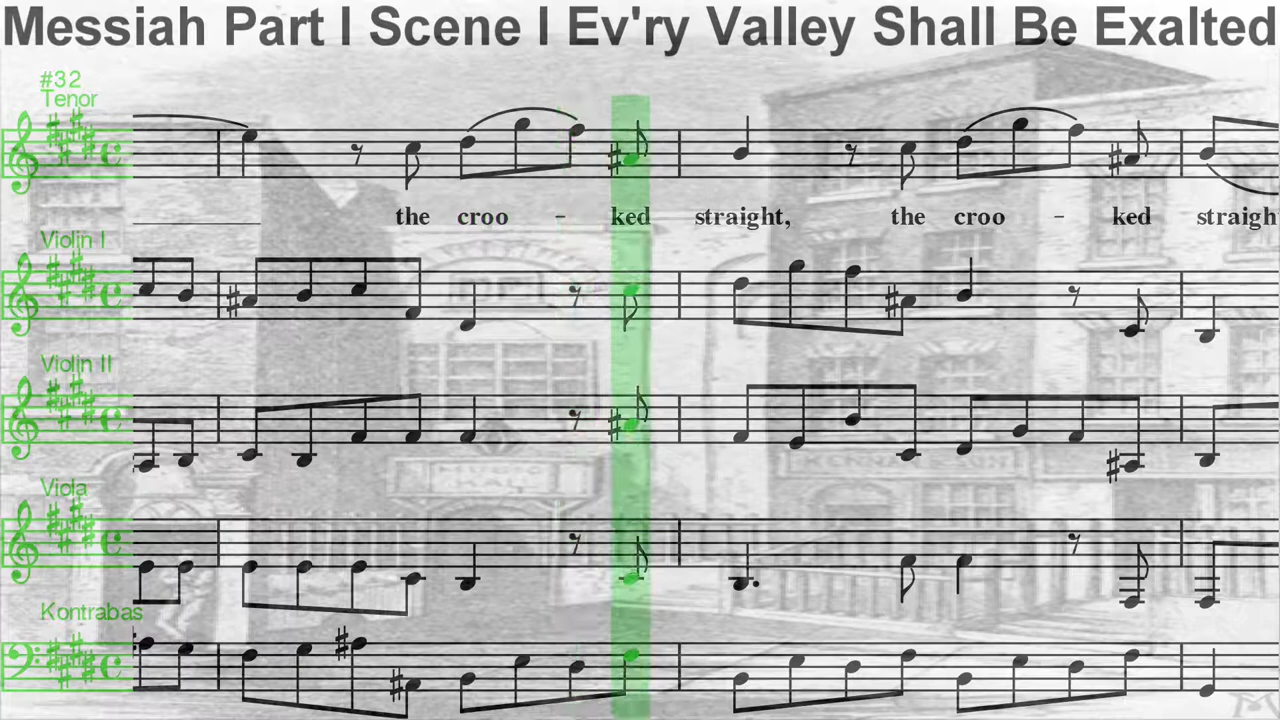 Messiah Part I Scene I Ev'ry Valley Shall Be Exalted
#32
Tenor
the croo - ked straight, the croo - ked straigh
Violin I
Violin II
Viola
Kontrabas